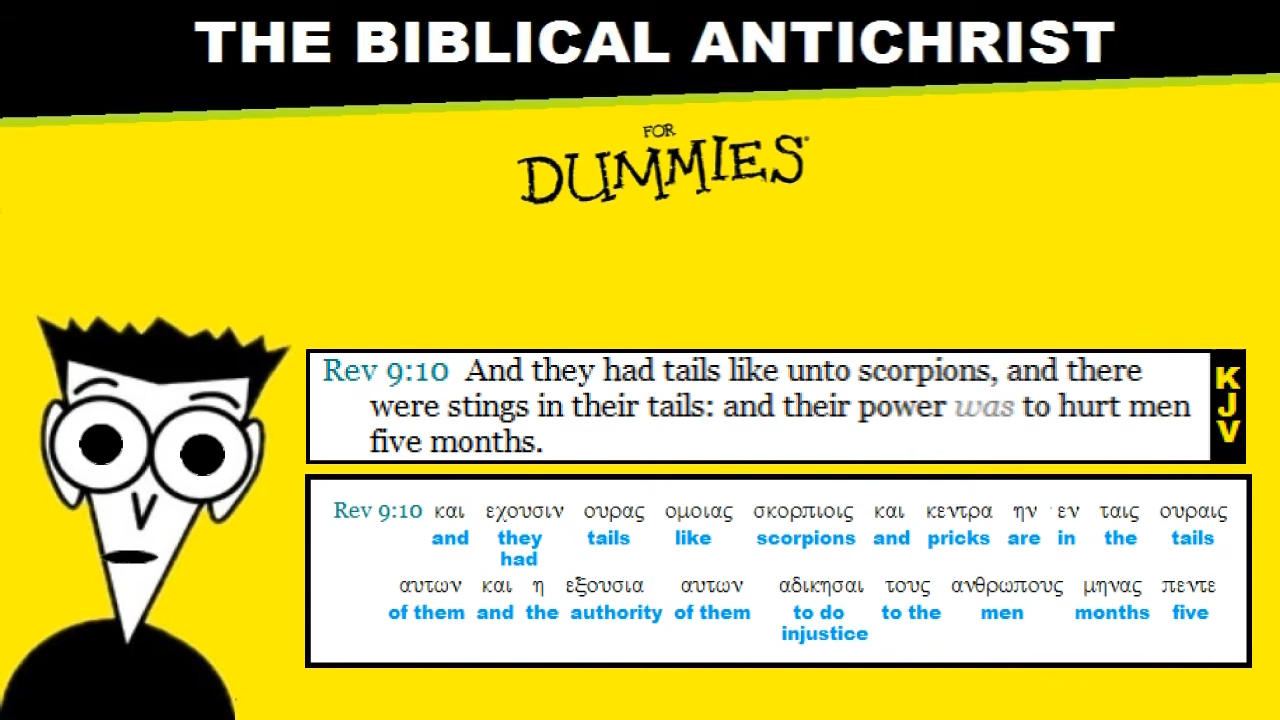 THE BIBLICAL ANTICHRIST
FOR
DUMMIES®
Rev 9:10 And they had tails like unto scorpions, and there
were stings in their tails: and their power was to hurt men
five months.
KJV
Rev 9:10 και εχουσιν ουρας ομοιας σκορπιοις και κεντρα ην εν ταις ουραις
and they tails like scorpions and pricks are in the tails
had
αυτων και η εξουσια αυτων αδικησαι τους ανθρωπους μηνας πεντε
of them and the authority of them to do to the men months five
injustice